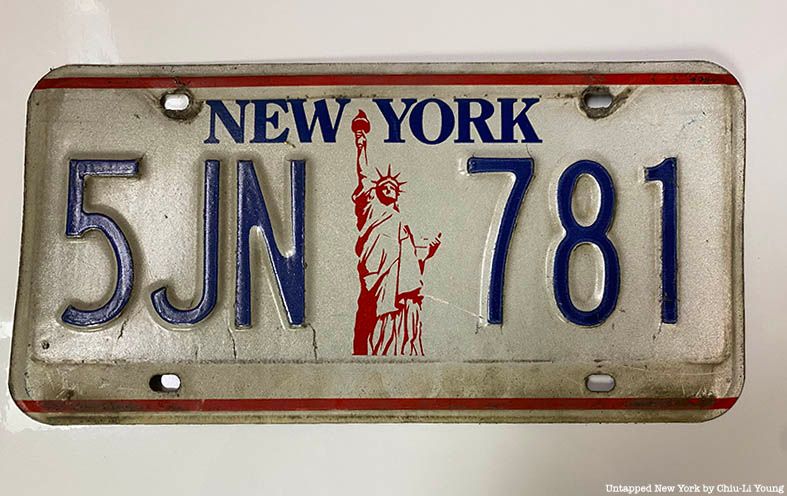 NEW YORK
5JN 781
Untapped New York by Chiu-Li Young